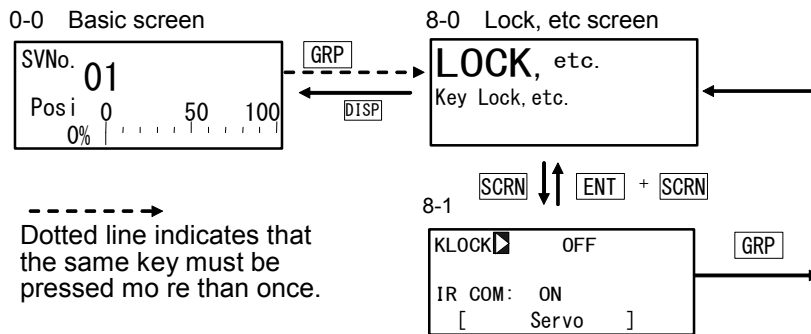 0-0 Basic screen
SVNo. 01
Posi 0 50 100
0%
GRP
DISP
8-0 Lock, etc screen
LOCK, etc.
Key Lock, etc.
SCRN ENT + SCRN
8-1
KLOCK OFF
IR COM: ON
[ Servo ]
GRP
Dotted line indicates that
the same key must be
pressed mo re than once.